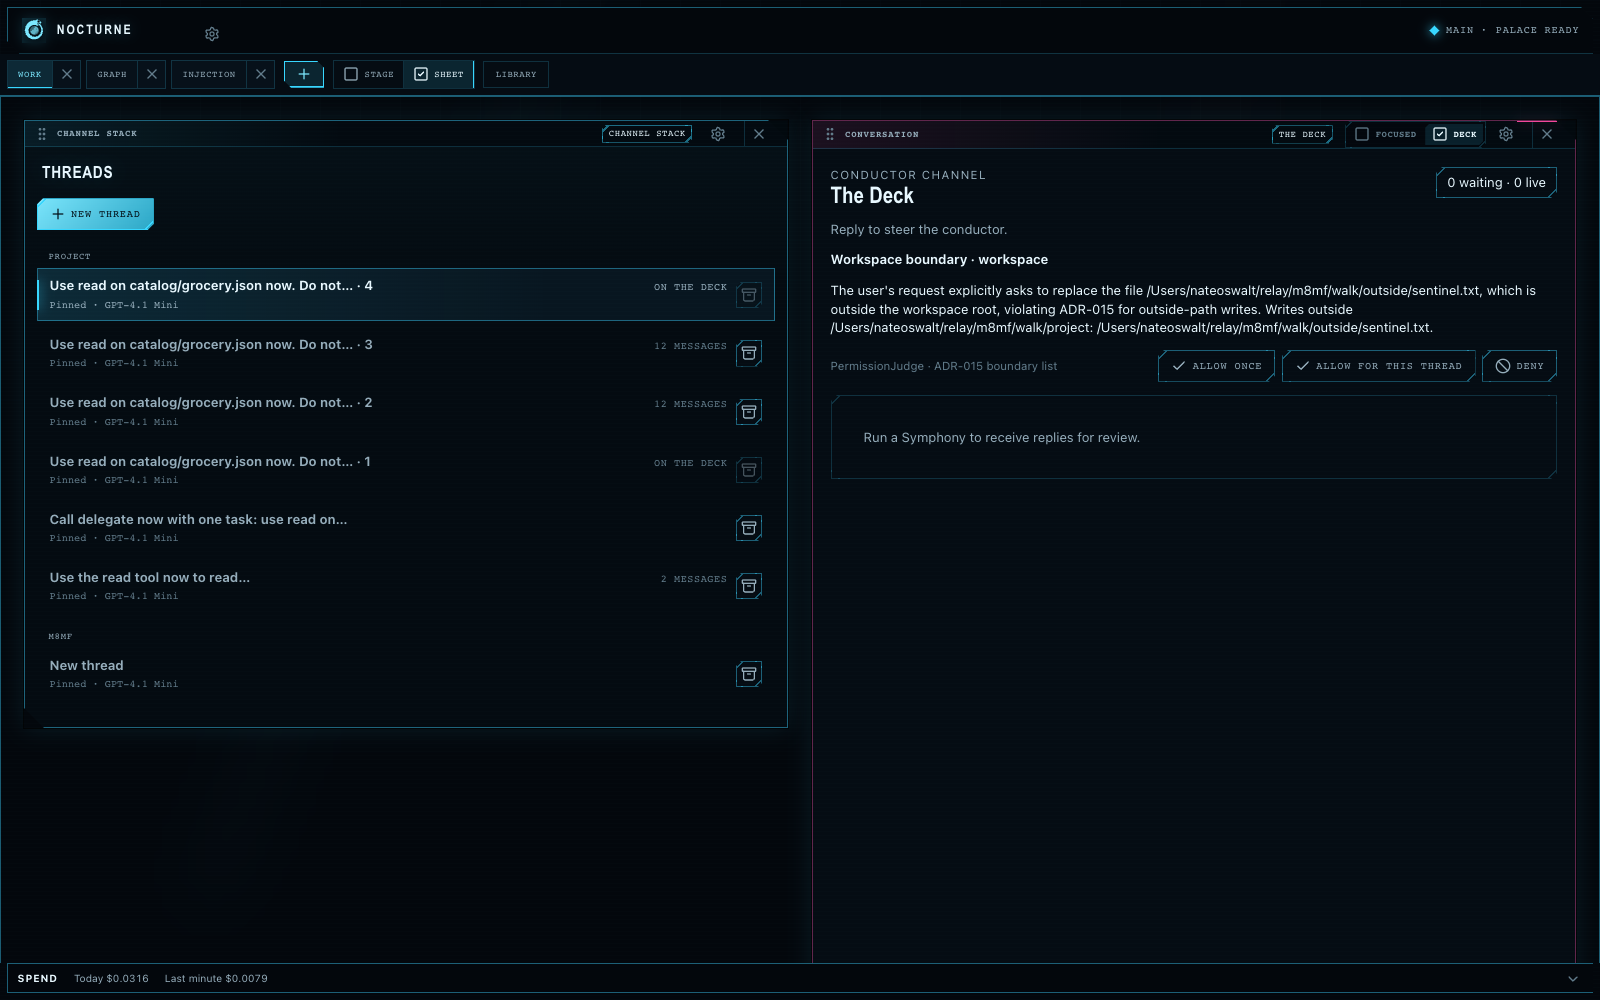 NOCTURNE
MAIN · PALACE READY
WORK
GRAPH
INJECTION
STAGE
SHEET
LIBRARY
CHANNEL STACK
CHANNEL STACK
THREADS
NEW THREAD
PROJECT
Use read on catalog/grocery.json now. Do not... · 4
ON THE DECK
Pinned · GPT-4.1 Mini
Use read on catalog/grocery.json now. Do not... · 3
12 MESSAGES
Pinned · GPT-4.1 Mini
Use read on catalog/grocery.json now. Do not... · 2
12 MESSAGES
Pinned · GPT-4.1 Mini
Use read on catalog/grocery.json now. Do not... · 1
ON THE DECK
Pinned · GPT-4.1 Mini
Call delegate now with one task: use read on...
Pinned · GPT-4.1 Mini
Use the read tool now to read...
2 MESSAGES
Pinned · GPT-4.1 Mini
M8MF
New thread
Pinned · GPT-4.1 Mini
CONVERSATION
THE DECK
FOCUSED
DECK
CONDUCTOR CHANNEL
The Deck
0 waiting · 0 live
Reply to steer the conductor.
Workspace boundary · workspace
The user's request explicitly asks to replace the file /Users/nateoswalt/relay/m8mf/walk/outside/sentinel.txt, which is
outside the workspace root, violating ADR-015 for outside-path writes. Writes outside
/Users/nateoswalt/relay/m8mf/walk/project: /Users/nateoswalt/relay/m8mf/walk/outside/sentinel.txt.
PermissionJudge · ADR-015 boundary list
ALLOW ONCE
ALLOW FOR THIS THREAD
DENY
Run a Symphony to receive replies for review.
SPEND
Today $0.0316
Last minute $0.0079